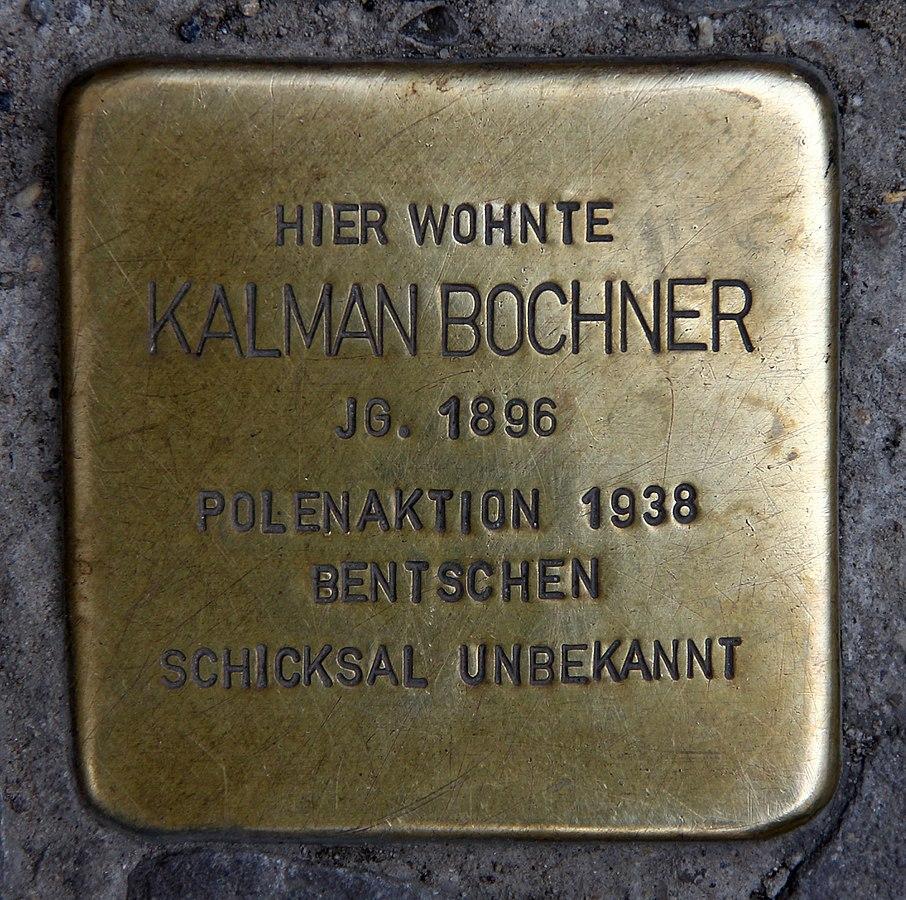 HIER WOHNTE
KALMAN BOCHNER
JG. 1896
POLENAKTION 1938
BENTSCHEN
SCHICKSAL UNBEKANNT